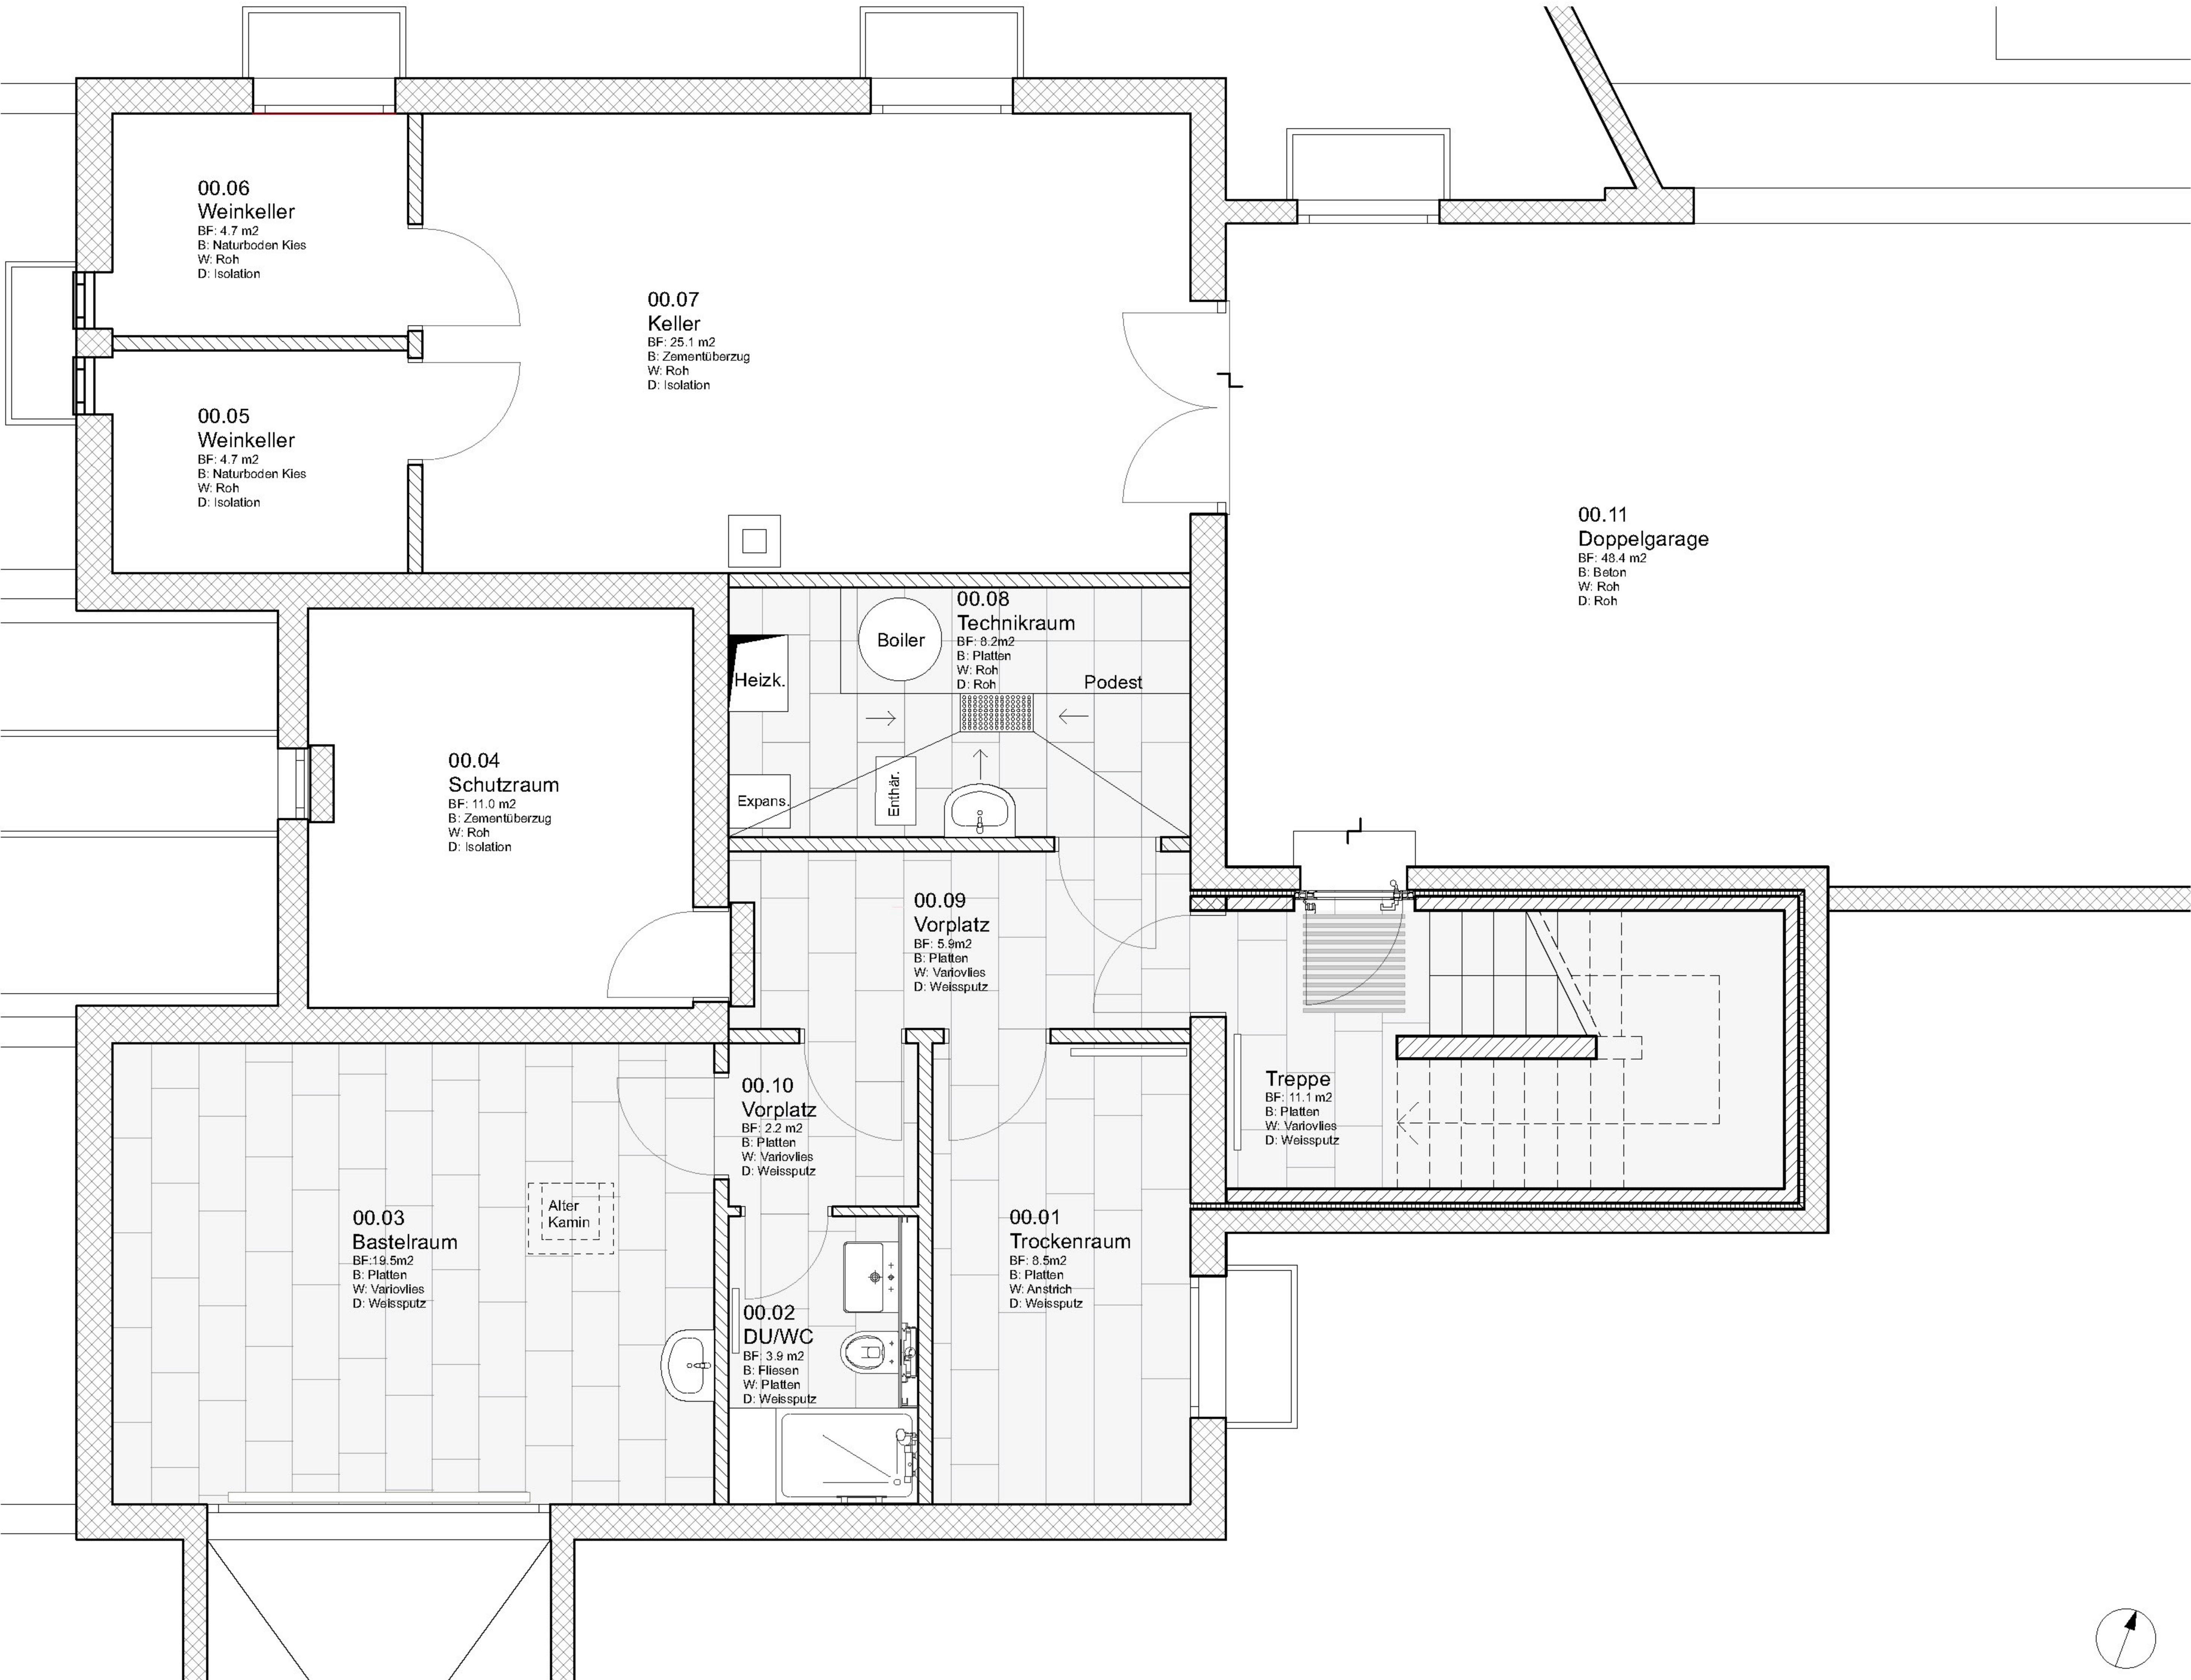 00.06
Weinkeller
BF: 4.7 m2
B: Naturboden Kies
W: Roh
D: Isolation
00.07
Keller
BF: 25.1 m2
B: Zementüberzug
W: Roh
D: Isolation
00.05
Weinkeller
BF: 4.7 m2
B: Naturboden Kies
W: Roh
D: Isolation
00.11
Doppelgarage
BF: 48.4 m2
B: Beton
W: Roh
D: Roh
00.08
Technikraum
BF: 8.2m2
B: Platten
W: Roh
D: Roh
Boiler
Heizk.
Podest
Expans.
Enthär.
00.04
Schutzraum
BF: 11.0 m2
B: Zementüberzug
W: Roh
D: Isolation
00.09
Vorplatz
BF: 5.9m2
B: Platten
W: Variovlies
D: Weissputz
00.10
Vorplatz
BF: 2.2 m2
B: Platten
W: Variovlies
D: Weissputz
Treppe
BF: 11.1 m2
B: Platten
W: Variovlies
D: Weissputz
Alter
Kamin
00.03
Bastelraum
BF:19.5m2
B: Platten
W: Variovlies
D: Weissputz
00.01
Trockenraum
BF: 8.5m2
B: Platten
W: Anstrich
D: Weissputz
00.02
DU/WC
BF: 3.9 m2
B: Fliesen
W: Platten
D: Weissputz